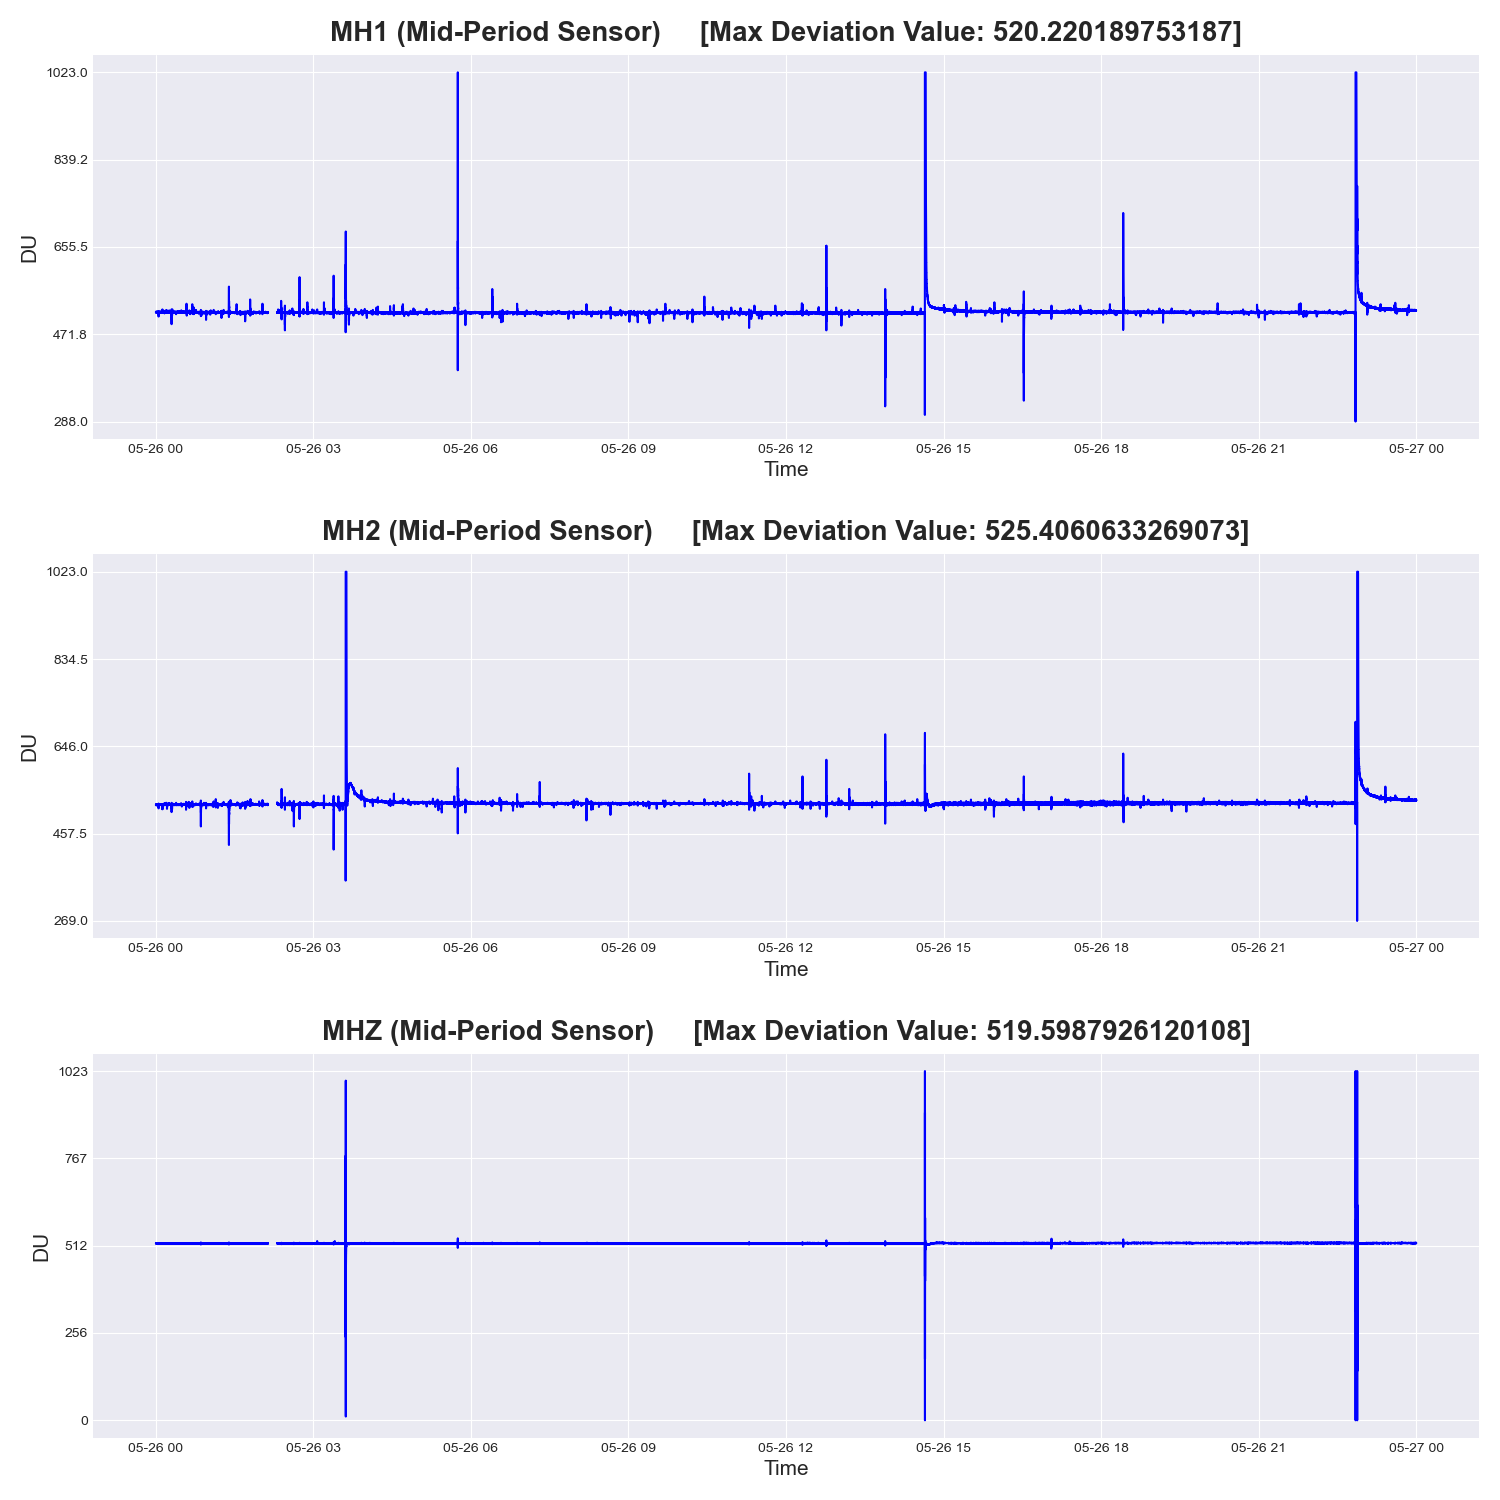 MH1 (Mid-Period Sensor) [Max Deviation Value: 520.220189753187]
1023.0
839.2
655.5
471.8
288.0
DU
05-26 00 05-26 03 05-26 06 05-26 09 05-26 12 05-26 15 05-26 18 05-26 21 05-27 00
Time
MH2 (Mid-Period Sensor) [Max Deviation Value: 525.4060633269073]
1023.0
834.5
646.0
457.5
269.0
DU
05-26 00 05-26 03 05-26 06 05-26 09 05-26 12 05-26 15 05-26 18 05-26 21 05-27 00
Time
MHZ (Mid-Period Sensor) [Max Deviation Value: 519.5987926120108]
1023
767
512
256
0
DU
05-26 00 05-26 03 05-26 06 05-26 09 05-26 12 05-26 15 05-26 18 05-26 21 05-27 00
Time